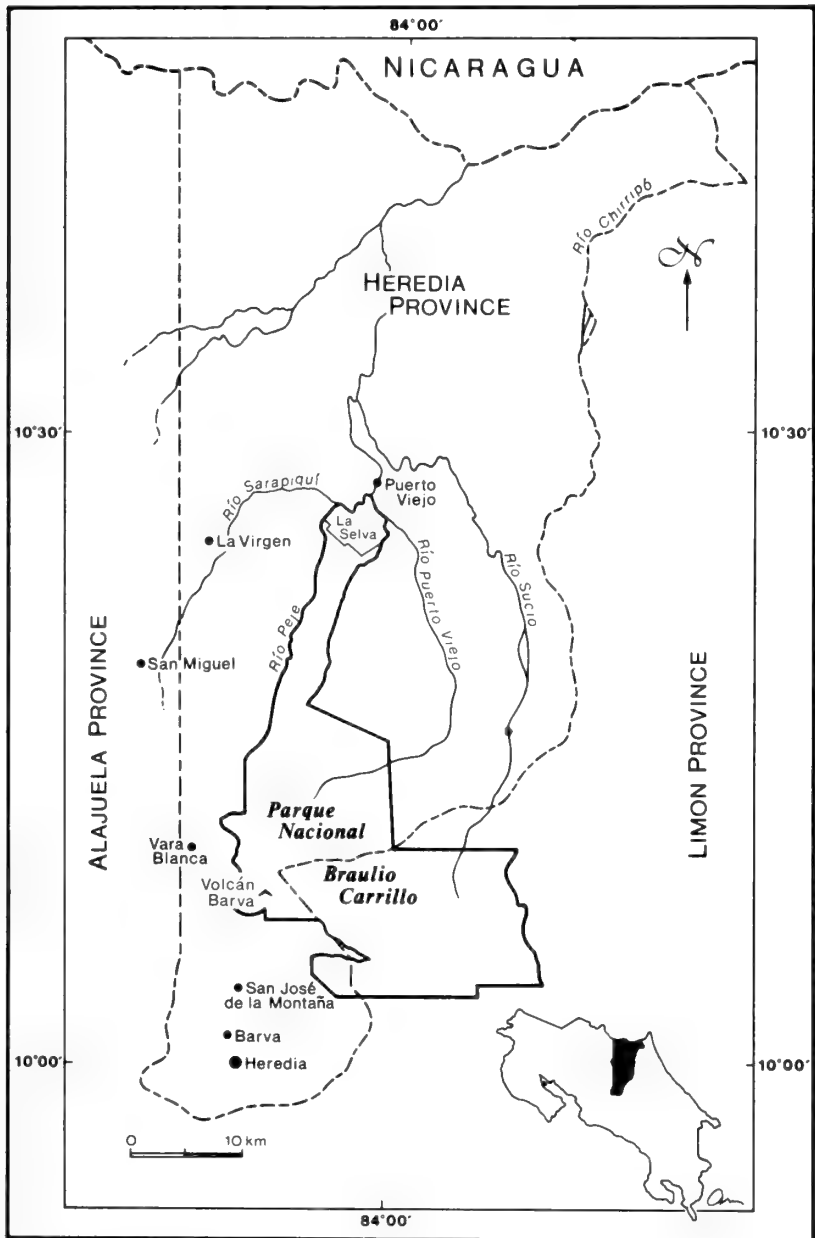 84°00'
NICARAGUA
Río Chirripó
N
HEREDIA
PROVINCE
10°30'
10°30'
Río Sarapiquí
Puerto
Viejo
La
Selva
La Virgen
Río Puerto Viejo
Río Sucio
Río Peje
San Miguel
ALAJUELA PROVINCE
LIMON PROVINCE
Parque
Nacional
Vara
Blanca
Braulio
Carrillo
Volcán
Barva
San José
de la Montaña
Barva
10°00'
Heredia
10°00'
0 10 km
84°00'